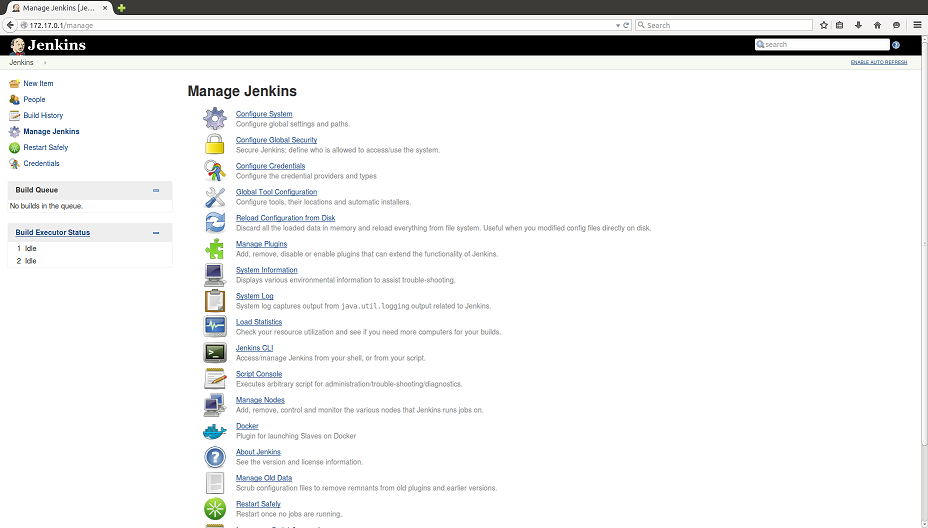 Manage Jenkins [Je...
172.17.0.1/manage
Search
Jenkins
search
Jenkins
ENABLE AUTO REFRESH
New Item
People
Build History
Manage Jenkins
Restart Safely
Credentials
Build Queue
No builds in the queue.
Build Executor Status
1 Idle
2 Idle
Manage Jenkins
Configure System
Configure global settings and paths.
Configure Global Security
Secure Jenkins; define who is allowed to access/use the system.
Configure Credentials
Configure the credential providers and types
Global Tool Configuration
Configure tools, their locations and automatic installers.
Reload Configuration from Disk
Discard all the loaded data in memory and reload everything from file system. Useful when you modified config files directly on disk.
Manage Plugins
Add, remove, disable or enable plugins that can extend the functionality of Jenkins.
System Information
Displays various environmental information to assist trouble-shooting.
System Log
System log captures output from java.util.logging output related to Jenkins.
Load Statistics
Check your resource utilization and see if you need more computers for your builds.
Jenkins CLI
Access/manage Jenkins from your shell, or from your script.
Script Console
Executes arbitrary script for administration/trouble-shooting/diagnostics.
Manage Nodes
Add, remove, control and monitor the various nodes that Jenkins runs jobs on.
Docker
Plugin for launching Slaves on Docker
About Jenkins
See the version and license information.
Manage Old Data
Scrub configuration files to remove remnants from old plugins and earlier versions.
Restart Safely
Restart once no jobs are running.